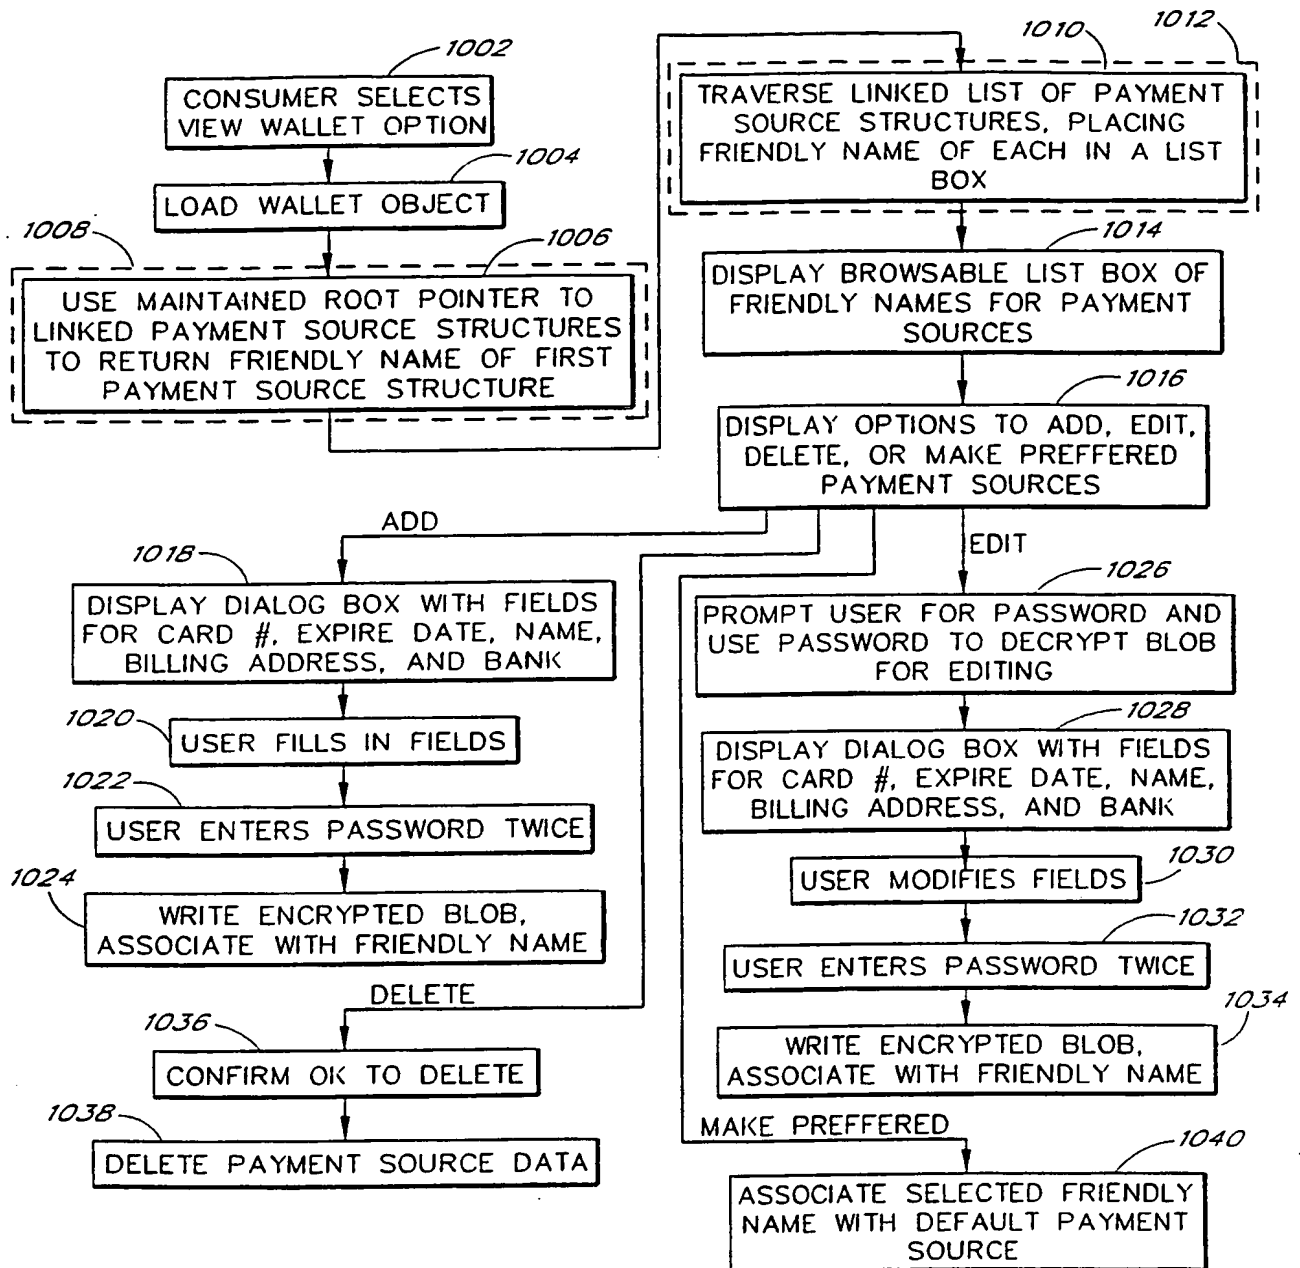 1002
CONSUMER SELECTS
VIEW WALLET OPTION
1004
LOAD WALLET OBJECT
1008
1006
USE MAINTAINED ROOT POINTER TO
LINKED PAYMENT SOURCE STRUCTURES
TO RETURN FRIENDLY NAME OF FIRST
PAYMENT SOURCE STRUCTURE
1010
1012
TRAVERSE LINKED LIST OF PAYMENT
SOURCE STRUCTURES, PLACING
FRIENDLY NAME OF EACH IN A LIST
BOX
1014
DISPLAY BROWSABLE LIST BOX OF
FRIENDLY NAMES FOR PAYMENT
SOURCES
1016
DISPLAY OPTIONS TO ADD, EDIT,
DELETE, OR MAKE PREFFERED
PAYMENT SOURCES
ADD
1018
DISPLAY DIALOG BOX WITH FIELDS
FOR CARD #, EXPIRE DATE, NAME,
BILLING ADDRESS, AND BANK
1020
USER FILLS IN FIELDS
1022
USER ENTERS PASSWORD TWICE
1024
WRITE ENCRYPTED BLOB,
ASSOCIATE WITH FRIENDLY NAME
DELETE
1036
CONFIRM OK TO DELETE
1038
DELETE PAYMENT SOURCE DATA
EDIT
1026
PROMPT USER FOR PASSWORD AND
USE PASSWORD TO DECRYPT BLOB
FOR EDITING
1028
DISPLAY DIALOG BOX WITH FIELDS
FOR CARD #, EXPIRE DATE, NAME,
BILLING ADDRESS, AND BANK
1030
USER MODIFIES FIELDS
1032
USER ENTERS PASSWORD TWICE
1034
WRITE ENCRYPTED BLOB,
ASSOCIATE WITH FRIENDLY NAME
MAKE PREFFERED
1040
ASSOCIATE SELECTED FRIENDLY
NAME WITH DEFAULT PAYMENT
SOURCE